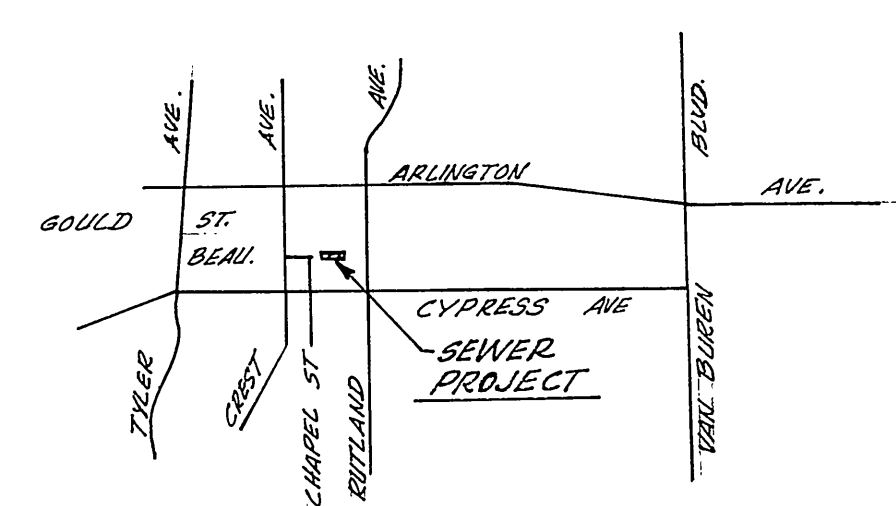 AVE.
AVE.
AVE.
BLVD.
ARLINGTON
AVE.
GOULD ST.
BEAU.
CYPRESS AVE
SEWER
PROJECT
TYLER
CREST
CHAPEL ST
RUTLAND
VAN BUREN